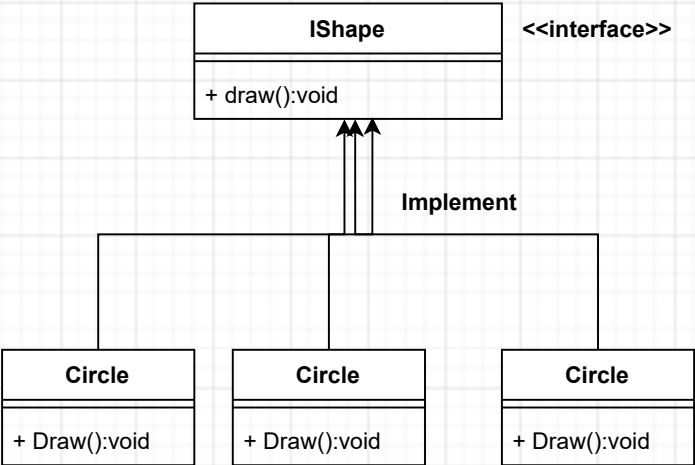 IShape
<<interface>>
+ draw():void
Implement
Circle
Circle
Circle
+ Draw():void
+ Draw():void
+ Draw():void